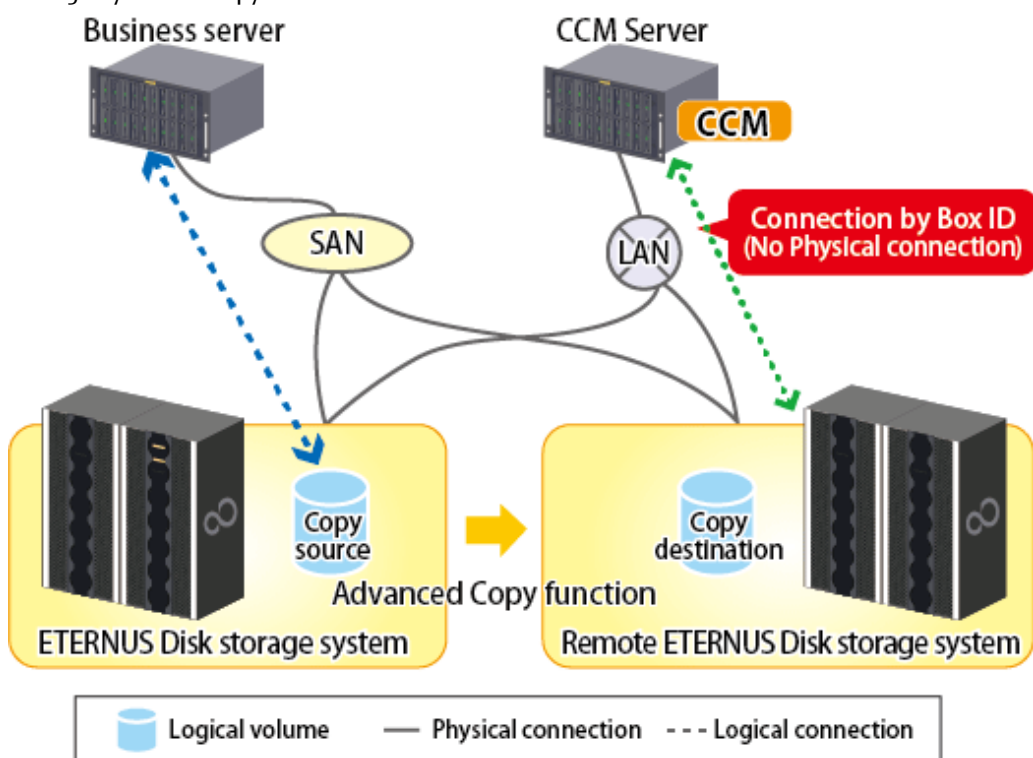 Business server
CCM Server
CCM
SAN
LAN
Connection by Box ID
(No Physical connection)
Copy
source
Copy
destination
Advanced Copy function
ETERNUS Disk storage system
Remote ETERNUS Disk storage system
Logical volume
Physical connection
Logical connection